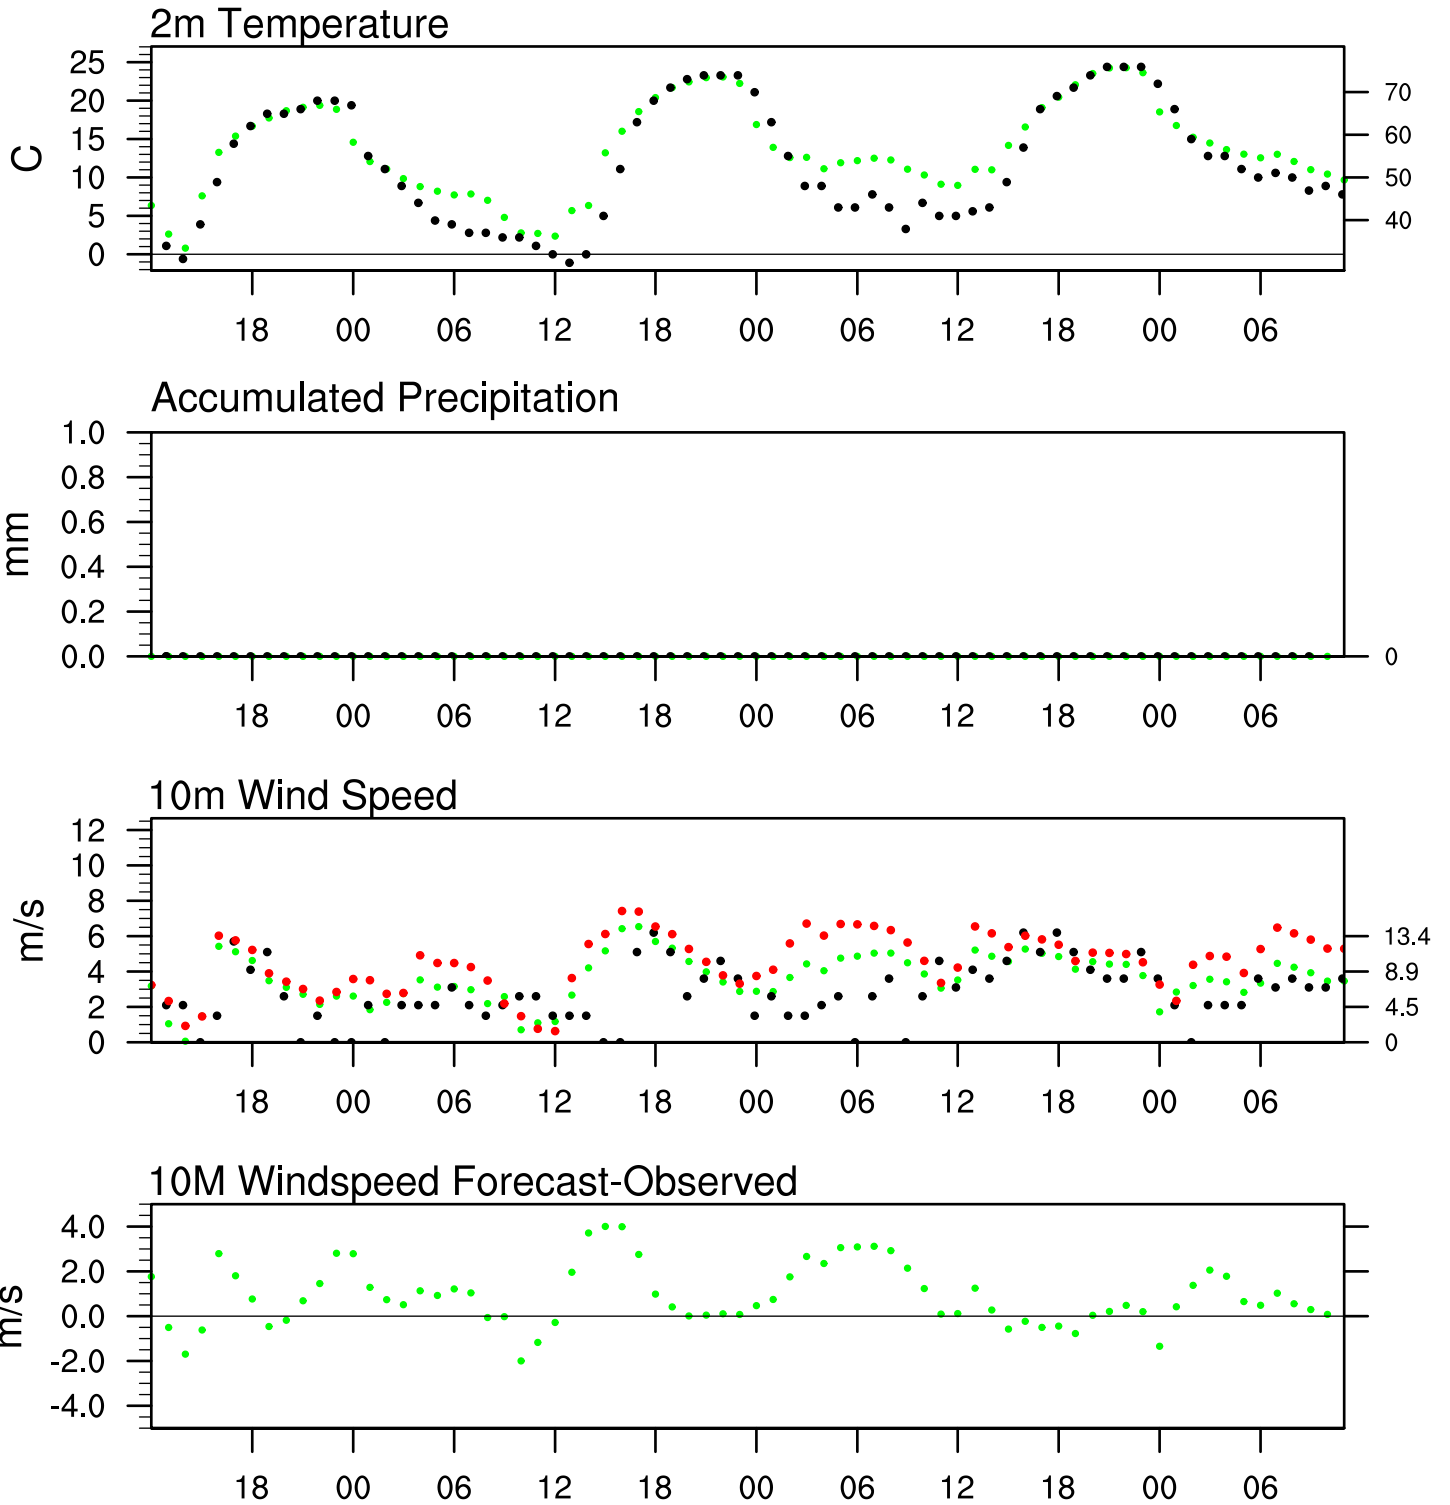 2m Temperature
25
20
15
10
5
0
C
70
60
50
40
18 00 06 12 18 00 06 12 18 00 06
Accumulated Precipitation
1.0
0.8
0.6
0.4
0.2
0.0
mm
0
18 00 06 12 18 00 06 12 18 00 06
10m Wind Speed
12
10
8
6
4
2
0
m/s
13.4
8.9
4.5
0
18 00 06 12 18 00 06 12 18 00 06
10M Windspeed Forecast-Observed
4.0
2.0
0.0
-2.0
-4.0
m/s
18 00 06 12 18 00 06 12 18 00 06